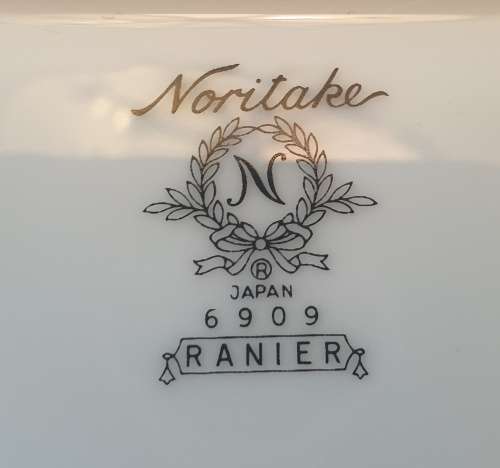 Noritake
N
®
JAPAN
6909
RANIER